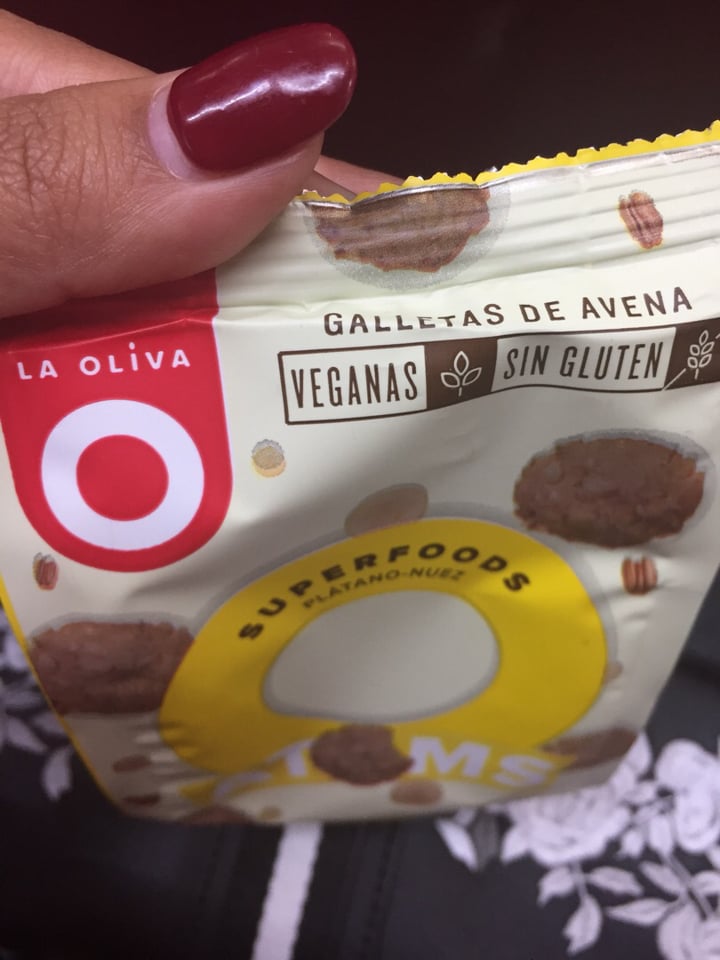 GALLETAS DE AVENA
VEGANAS SIN GLUTEN
LA OLIVA
SUPERFOODS
PLÁTANO-NUEZ